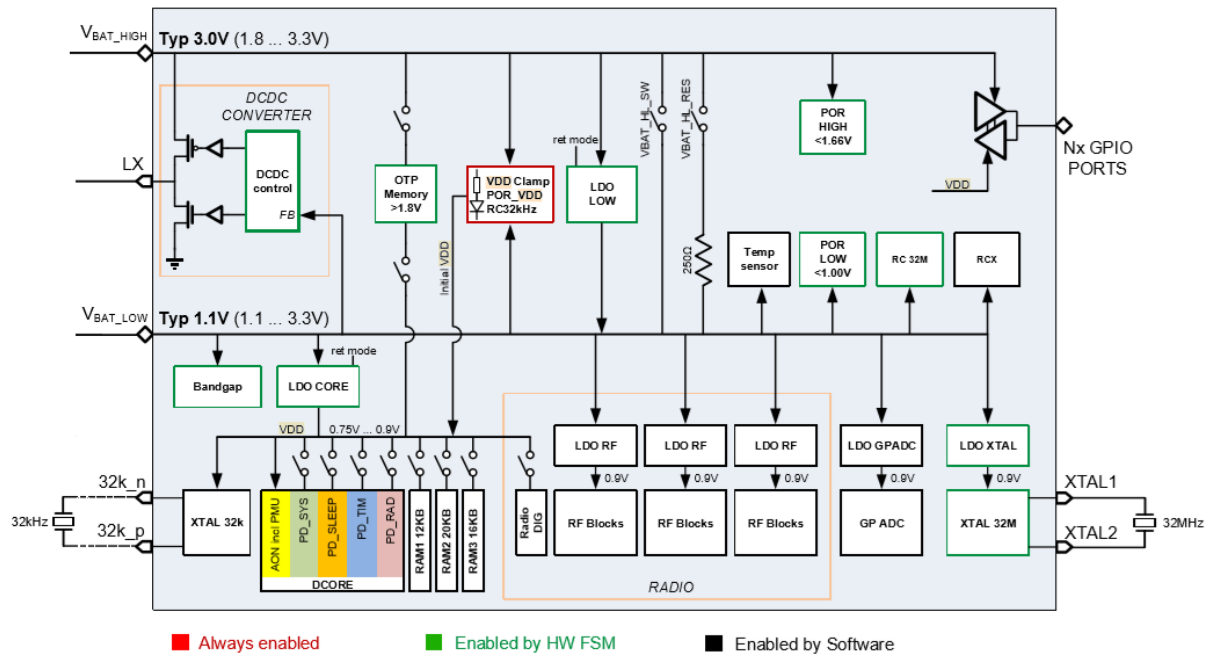 VBAT_HIGH
Typ 3.0V (1.8 ... 3.3V)
DCDC
CONVERTER
LX
DCDC
control
FB
OTP
Memory
>1.8V
VDD Clamp
POR_VDD
RC32kHz
ret mode
LDO
LOW
VBAT_HL_SW
VBAT_HL_RES
250Ω
POR
HIGH
<1.66V
VDD
Nx GPIO
PORTS
Initial VDD
Temp
sensor
POR
LOW
<1.00V
RC 32M
RCX
VBAT_LOW
Typ 1.1V (1.1 ... 3.3V)
Bandgap
ret mode
LDO CORE
VDD
0.75V ... 0.9V
LDO RF
LDO RF
LDO RF
LDO GPADC
LDO XTAL
0.9V
0.9V
0.9V
0.9V
0.9V
32k_n
32kHz
32k_p
XTAL 32k
AON incl PMU
PD_SYS
PD_SLEEP
PD_TIM
PD_RAD
DCORE
RAM1 12KB
RAM2 20KB
RAM3 16KB
Radio
DIG
RF Blocks
RF Blocks
RF Blocks
RADIO
GP ADC
XTAL 32M
XTAL1
32MHz
XTAL2
Always enabled
Enabled by HW FSM
Enabled by Software